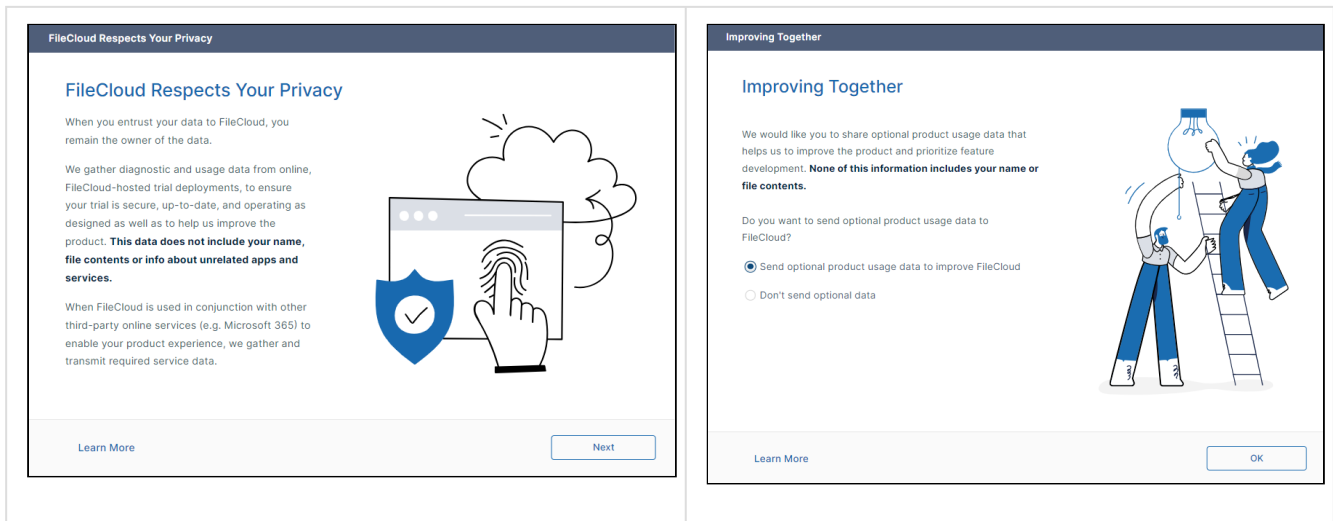 FileCloud Respects Your Privacy
FileCloud Respects Your Privacy
When you entrust your data to FileCloud, you
remain the owner of the data.
We gather diagnostic and usage data from online,
FileCloud-hosted trial deployments, to ensure
your trial is secure, up-to-date, and operating as
designed as well as to help us improve the
product. This data does not include your name,
file contents or info about unrelated apps and
services.
When FileCloud is used in conjunction with other
third-party online services (e.g. Microsoft 365) to
enable your product experience, we gather and
transmit required service data.
Learn More
Next
Improving Together
Improving Together
We would like you to share optional product usage data that
helps us to improve the product and prioritize feature
development. None of this information includes your name or
file contents.
Do you want to send optional product usage data to
FileCloud?
Send optional product usage data to improve FileCloud
Don't send optional data
Learn More
OK